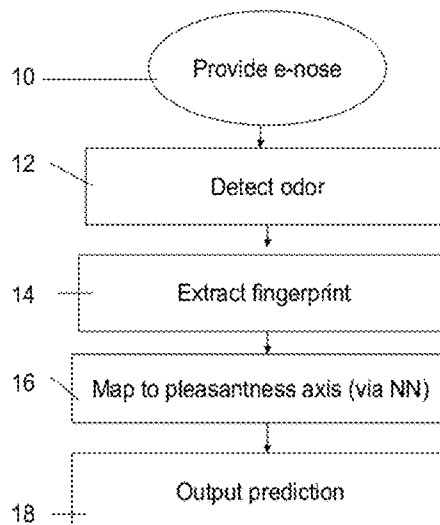 10 Provide e-nose
12 Detect odor
14 Extract fingerprint
16 Map to pleasantness axis (via NN)
18 Output prediction